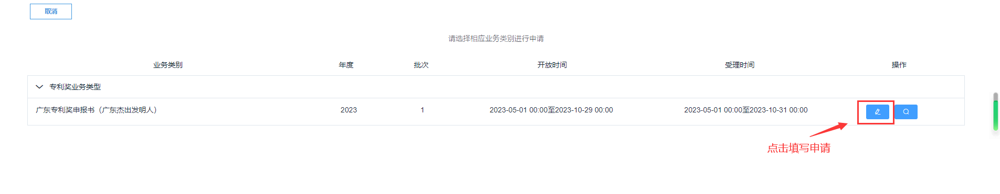 取消
请选择相应业务类别进行申请
业务类别 年度 批次 开放时间 受理时间 操作
专利奖业务类型
广东专利奖申报书（广东杰出发明人） 2023 1 2023-05-01 00:00至2023-10-29 00:00 2023-05-01 00:00至2023-10-31 00:00
点击填写申请